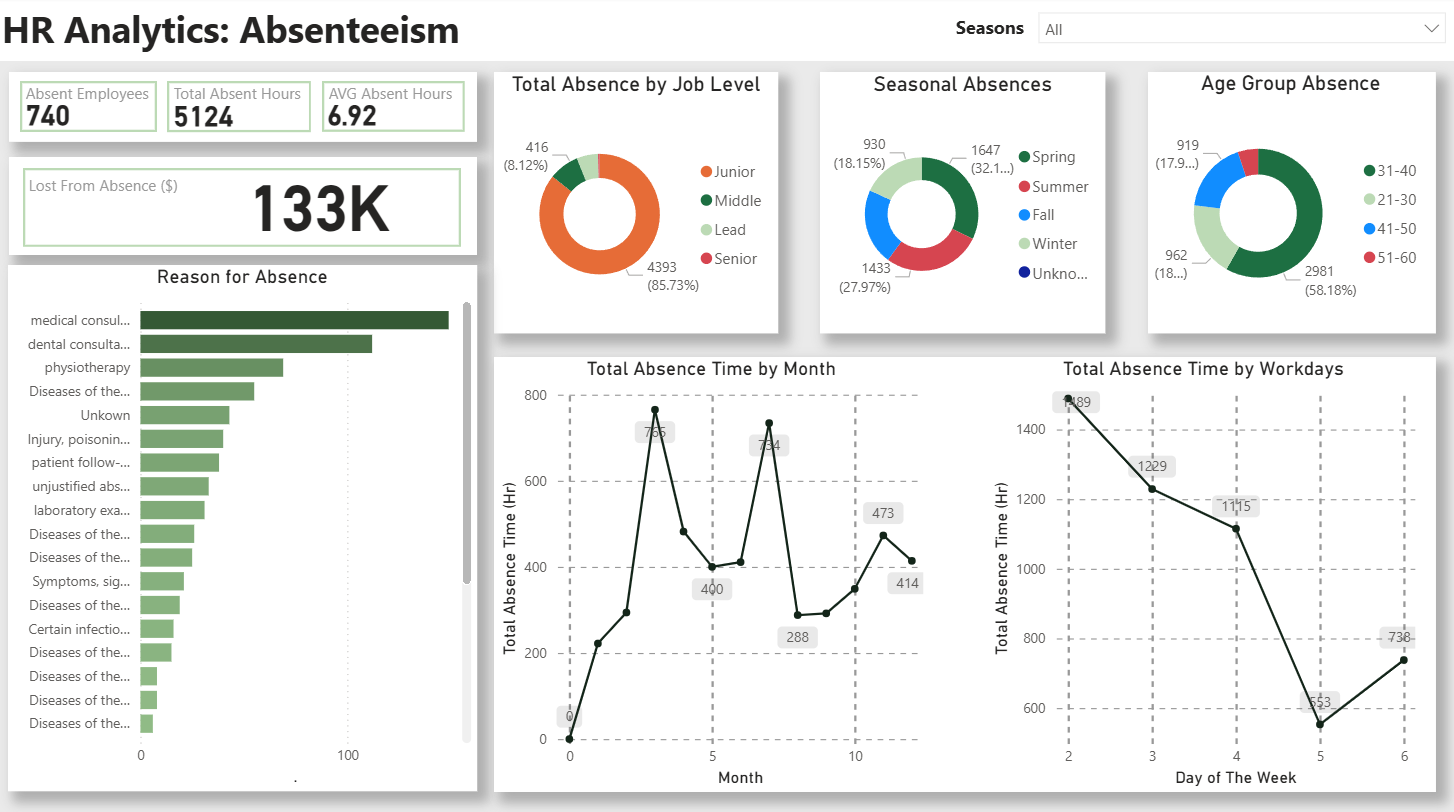 HR Analytics: Absenteeism
Seasons
All
Absent Employees
740
Total Absent Hours
5124
AVG Absent Hours
6.92
Lost From Absence ($)
133K
Reason for Absence
medical consul...
dental consulta...
physiotherapy
Diseases of the...
Unkown
Injury, poisonin...
patient follow-...
unjustified abs...
laboratory exa...
Diseases of the...
Diseases of the...
Symptoms, sig...
Diseases of the...
Certain infectio...
Diseases of the...
Diseases of the...
Diseases of the...
Diseases of the...
0
100
.
Total Absence by Job Level
416
(8.12%)
4393
(85.73%)
Junior
Middle
Lead
Senior
Seasonal Absences
930
(18.15%)
1647
(32.1...)
1433
(27.97%)
Spring
Summer
Fall
Winter
Unkno...
Age Group Absence
919
(17.9...)
962
(18...)
2981
(58.18%)
31-40
21-30
41-50
51-60
Total Absence Time by Month
Total Absence Time (Hr)
800
600
400
200
0
0
765
400
734
288
473
414
0
5
10
Month
Total Absence Time by Workdays
Total Absence Time (Hr)
1400
1200
1000
800
600
1489
1229
1115
553
738
2
3
4
5
6
Day of The Week